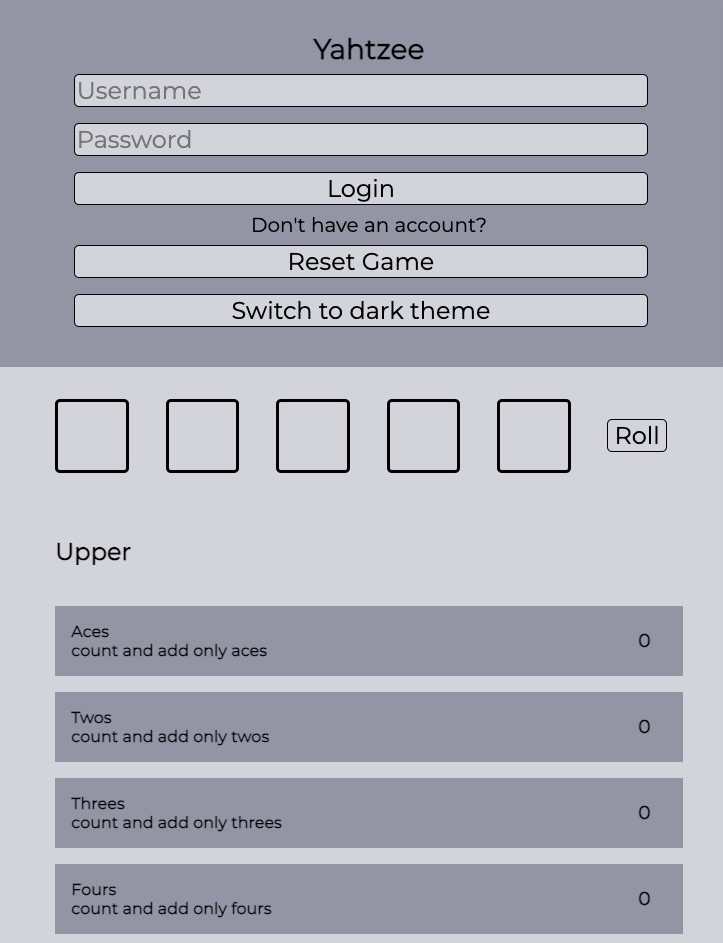 Yahtzee
Username
Password
Login
Don't have an account?
Reset Game
Switch to dark theme
Roll
Upper
Aces
count and add only aces
0
Twos
count and add only twos
0
Threes
count and add only threes
0
Fours
count and add only fours
0